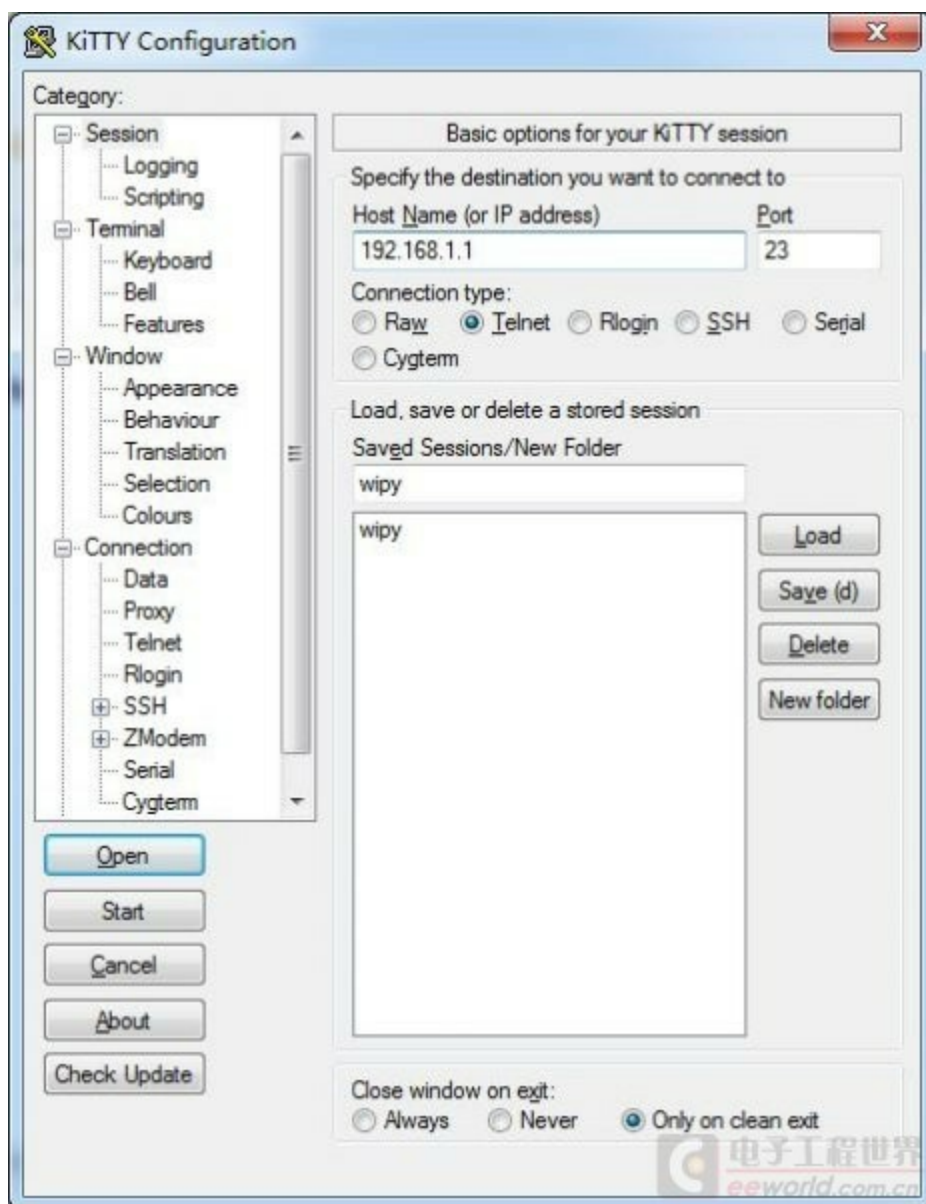 KiTTY Configuration
Category:
Session
Logging
Scripting
Terminal
Keyboard
Bell
Features
Window
Appearance
Behaviour
Translation
Selection
Colours
Connection
Data
Proxy
Telnet
Rlogin
SSH
ZModem
Serial
Cygterm
Open
Start
Cancel
About
Check Update
Basic options for your KiTTY session
Specify the destination you want to connect to
Host Name (or IP address) Port
192.168.1.1 23
Connection type:
Raw Telnet Rlogin SSH Serial
Cygterm
Load, save or delete a stored session
Saved Sessions/New Folder
wipy
wipy
Load
Save (d)
Delete
New folder
Close window on exit:
Always Never Only on clean exit
电子工程世界
eeworld.com.cn